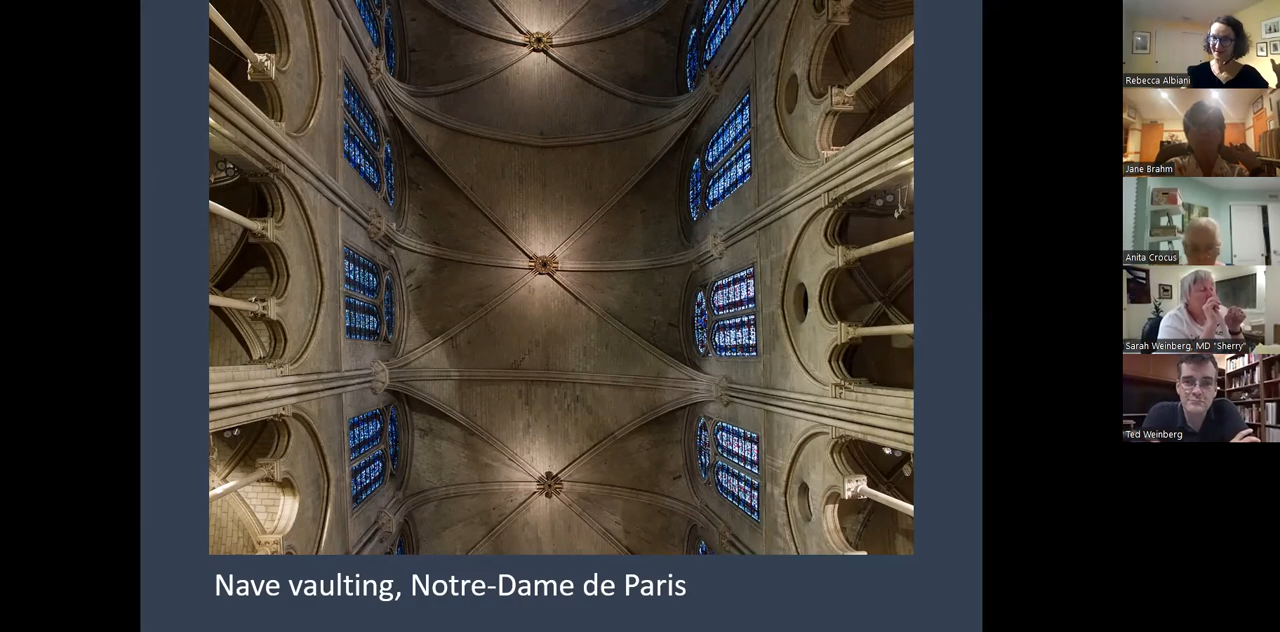 Nave vaulting, Notre-Dame de Paris
Rebecca Albiani
Jane Brahm
Anita Crocus
Sarah Weinberg, MD "Sherry"
Ted Weinberg